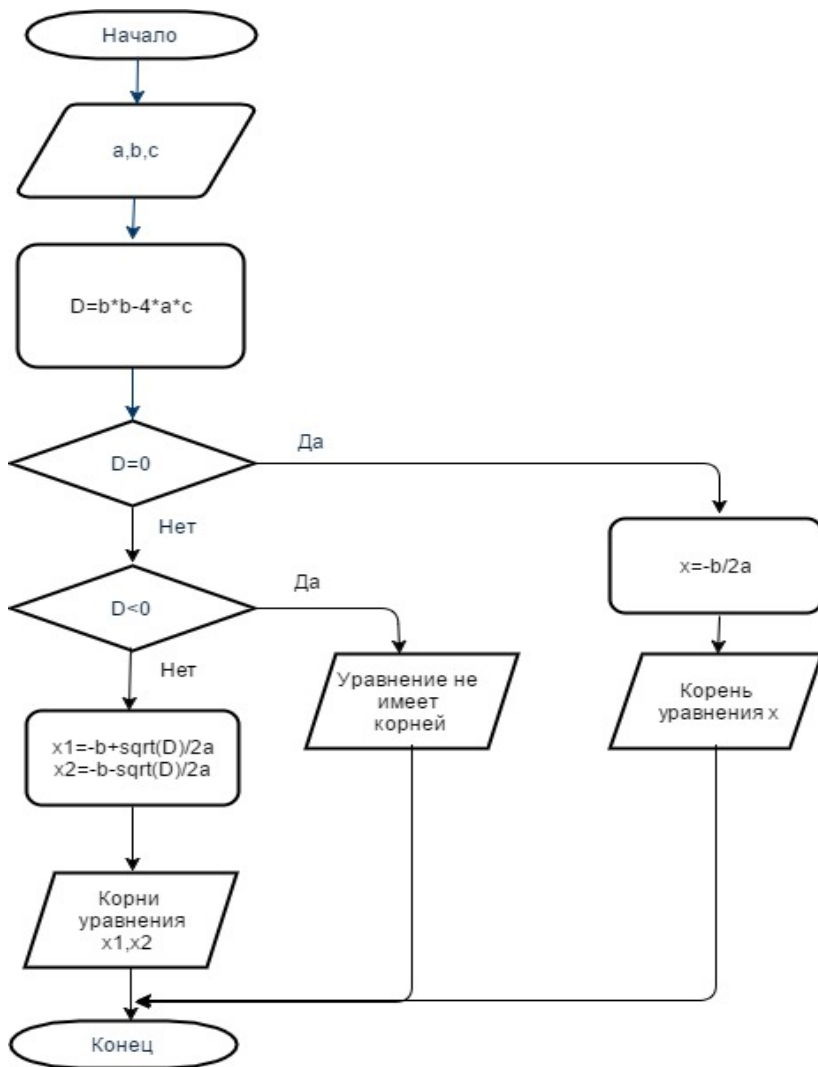 Начало
a,b,c
D=b*b-4*a*c
D=0
Да
Нет
x=-b/2a
D<0
Да
Нет
Уравнение не
имеет
корней
Корень
уравнения x
x1=-b+sqrt(D)/2a
x2=-b-sqrt(D)/2a
Корни
уравнения
x1,x2
Конец